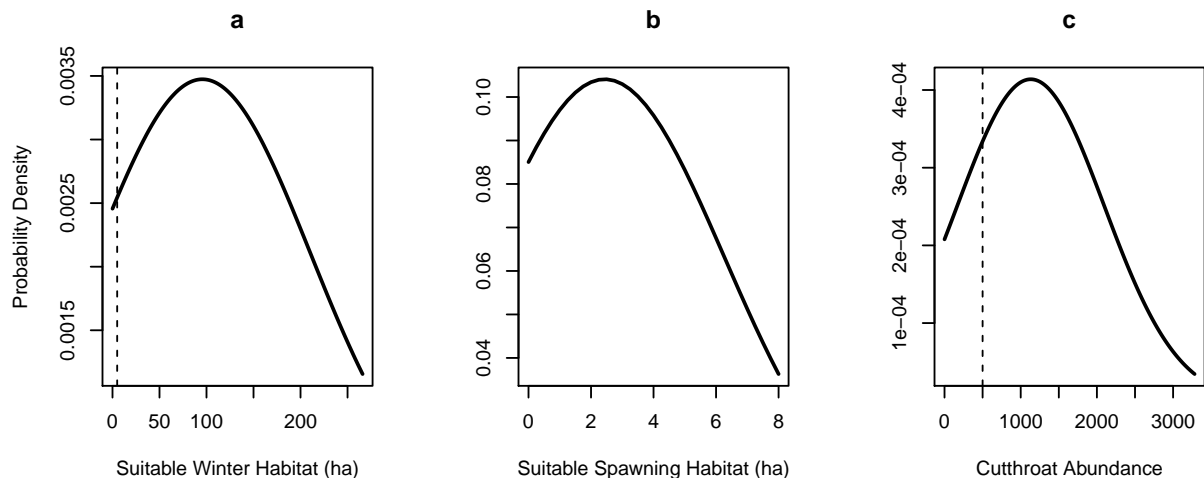 a b c
Probability Density
0.0015 0.0025 0.0035
0 50 100 200
Suitable Winter Habitat (ha)
0.04 0.06 0.08 0.10
0 2 4 6 8
Suitable Spawning Habitat (ha)
1e−04 2e−04 3e−04 4e−04
0 1000 2000 3000
Cutthroat Abundance